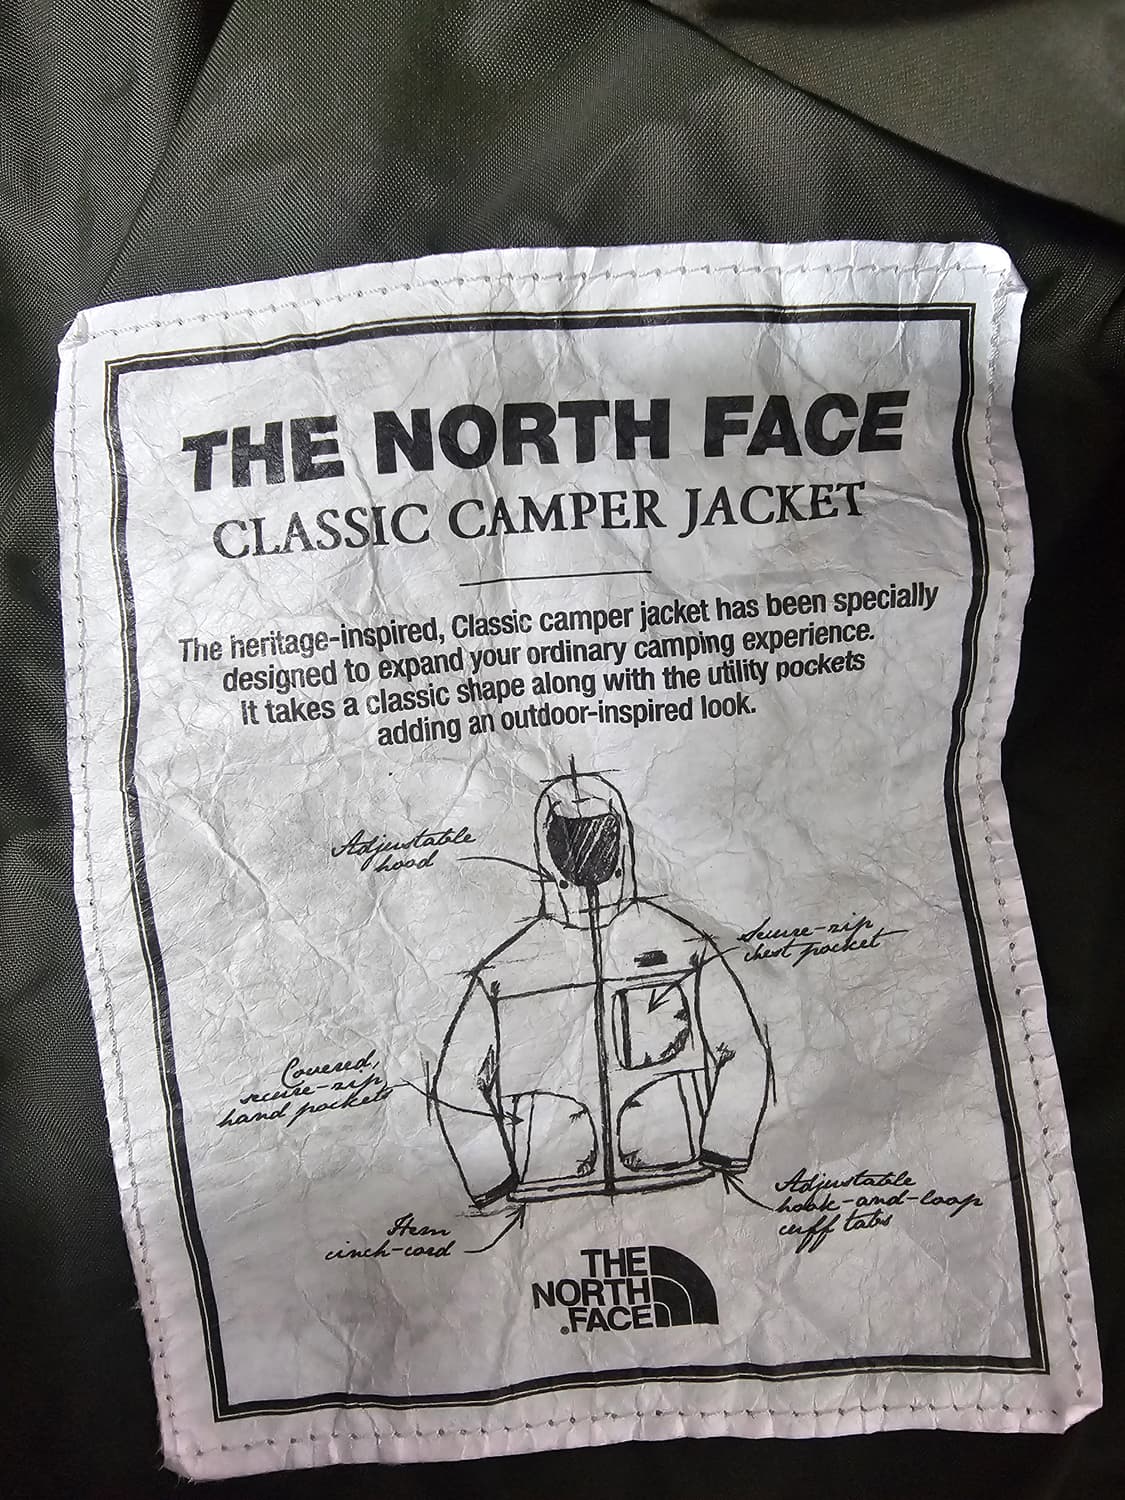 THE NORTH FACE
CLASSIC CAMPER JACKET
The heritage-inspired, Classic camper jacket has been specially
designed to expand your ordinary camping experience.
It takes a classic shape along with the utility pockets
adding an outdoor-inspired look.
Adjustable
hood
Secure-zip
chest pocket
Covered,
secure-zip
hand pockets
Adjustable
hook-and-loop
cuff tabs
Hem
cinch-cord
THE
NORTH
FACE